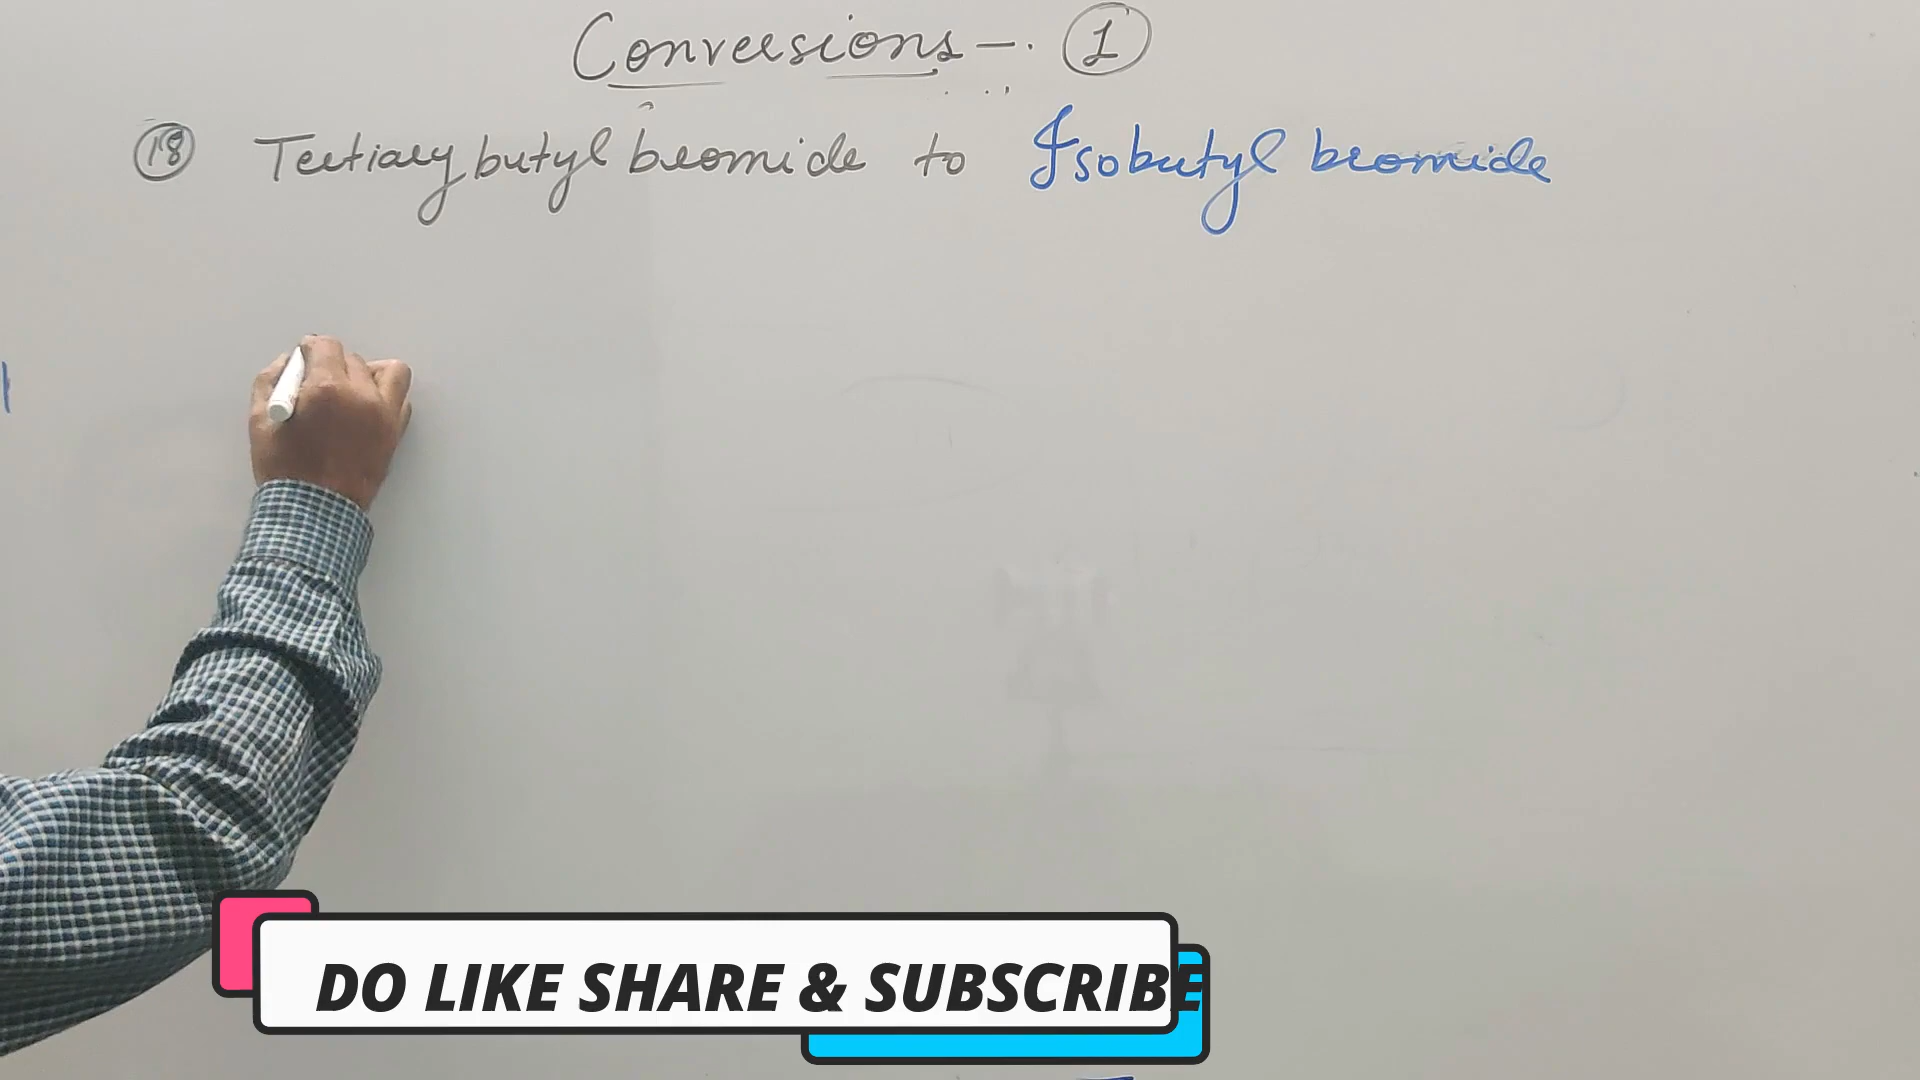 Conversions - ①
⑱ Tertiary butyl bromide to Isobutyl bromide
DO LIKE SHARE & SUBSCRIBE